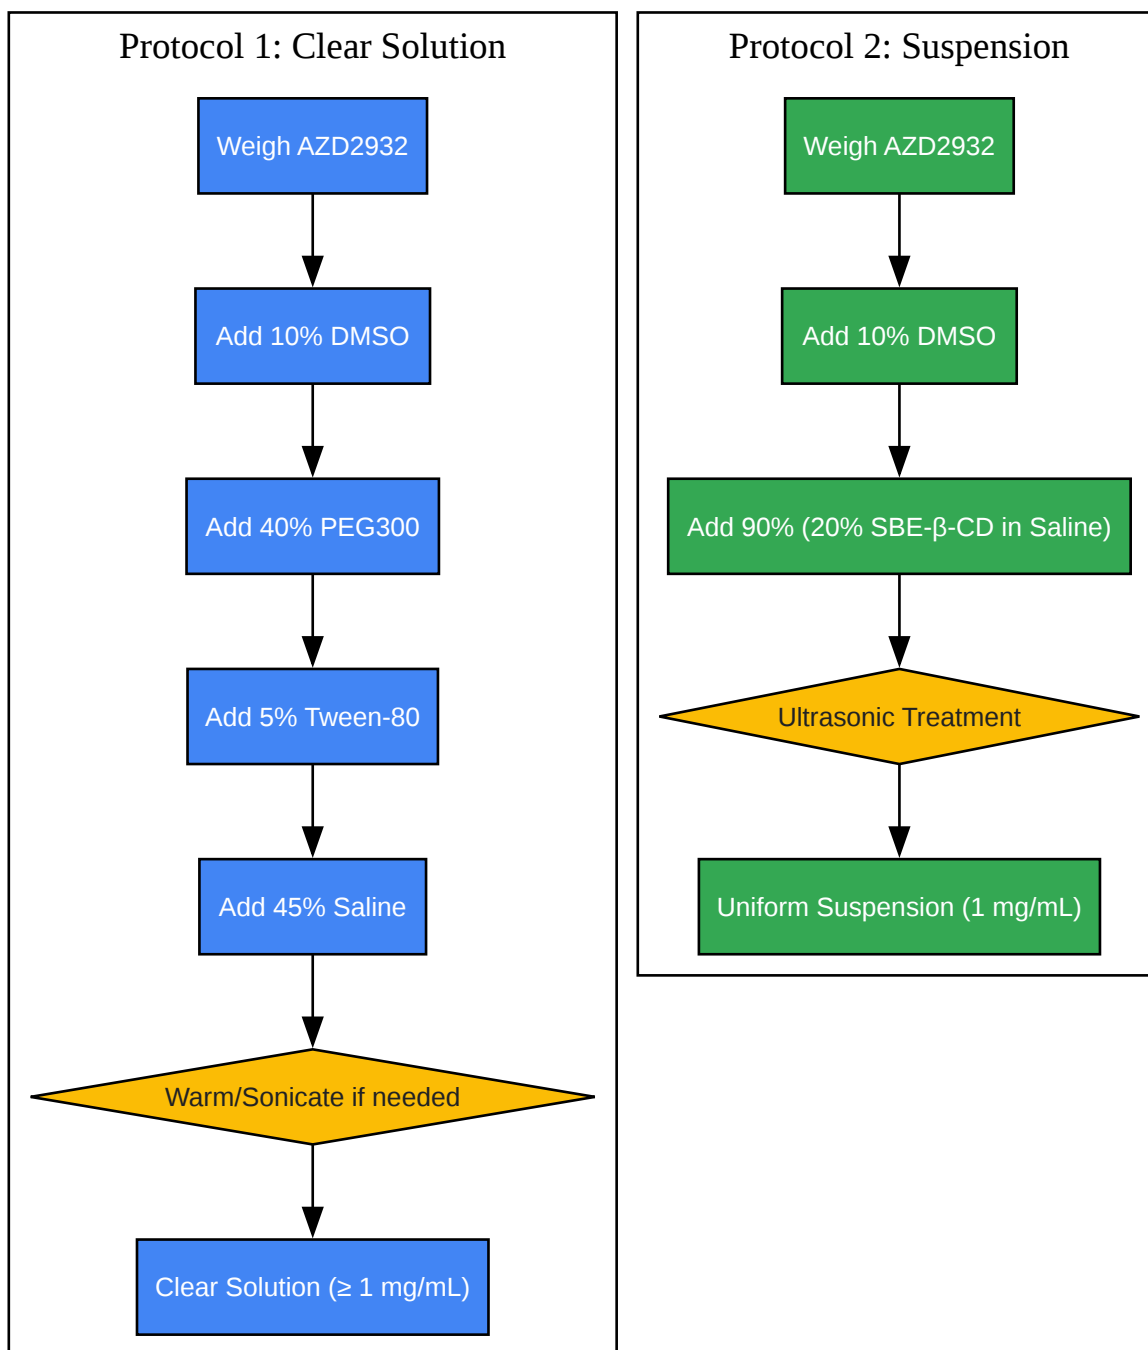 Protocol 1: Clear Solution
Weigh AZD2932
Add 10% DMSO
Add 40% PEG300
Add 5% Tween-80
Add 45% Saline
Warm/Sonicate if needed
Clear Solution (≥ 1 mg/mL)
Protocol 2: Suspension
Weigh AZD2932
Add 10% DMSO
Add 90% (20% SBE-β-CD in Saline)
Ultrasonic Treatment
Uniform Suspension (1 mg/mL)